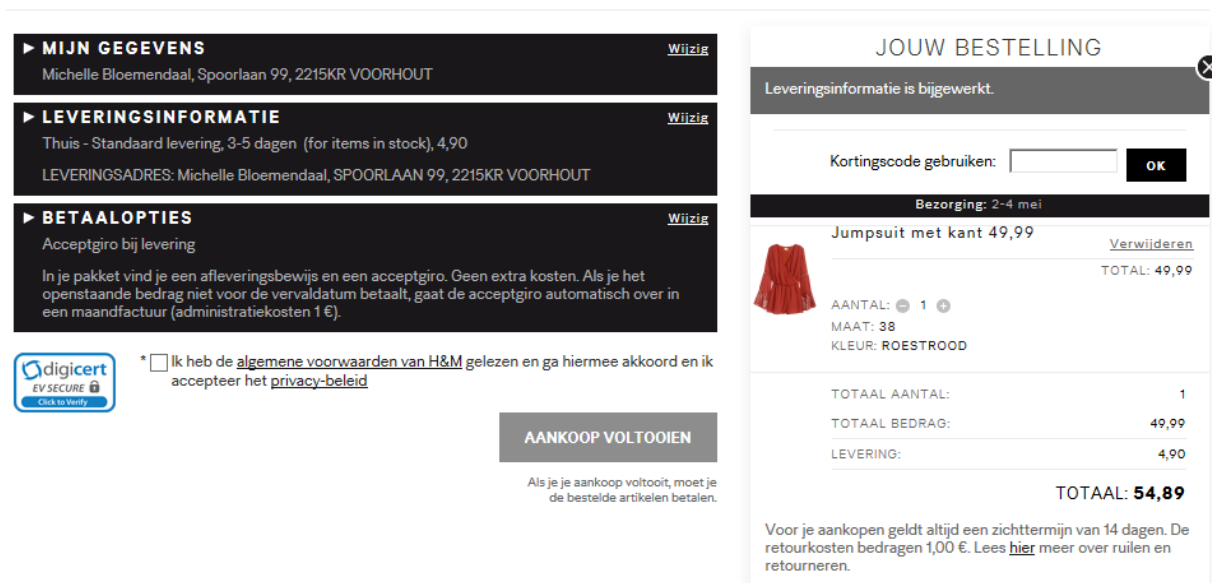 MIJN GEGEVENS Wijzig
Michelle Bloemendaal, Spoorlaan 99, 2215KR VOORHOUT
LEVERINGSINFORMATIE Wijzig
Thuis - Standaard levering, 3-5 dagen (for items in stock), 4,90
LEVERINGSADRES: Michelle Bloemendaal, SPOORLAAN 99, 2215KR VOORHOUT
BETAALOPTIES Wijzig
Acceptgiro bij levering
In je pakket vind je een afleveringsbewijs en een acceptgiro. Geen extra kosten. Als je het
openstaande bedrag niet voor de vervaldatum betaalt, gaat de acceptgiro automatisch over in
een maandfactuur (administratiekosten 1 €).
digicert
EV SECURE
Click to Verify
* Ik heb de algemene voorwaarden van H&M gelezen en ga hiermee akkoord en ik
accepteer het privacy-beleid
AANKOOP VOLTOOIEN
Als je je aankoop voltooit, moet je
de bestelde artikelen betalen.
JOUW BESTELLING
Leveringsinformatie is bijgewerkt.
Kortingscode gebruiken: OK
Bezorging: 2-4 mei
Jumpsuit met kant 49,99
Verwijderen
TOTAL: 49,99
AANTAL: 1
MAAT: 38
KLEUR: ROESTROOD
TOTAAL AANTAL: 1
TOTAAL BEDRAG: 49,99
LEVERING: 4,90
TOTAAL: 54,89
Voor je aankopen geldt altijd een zichttermijn van 14 dagen. De
retourkosten bedragen 1,00 €. Lees hier meer over ruilen en
retourneren.